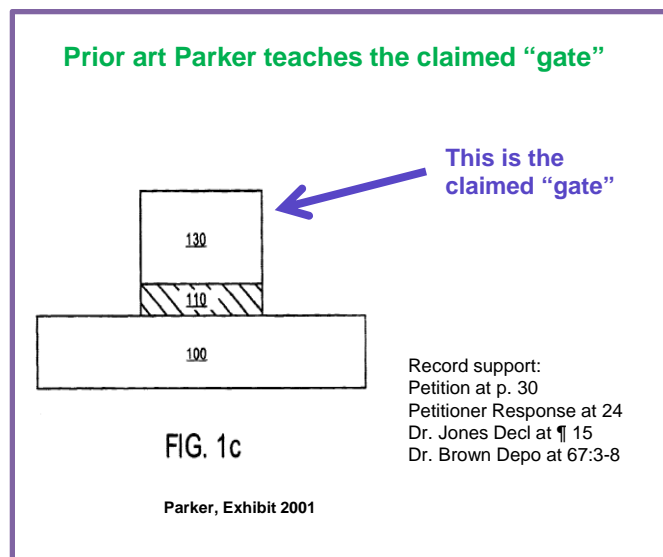 Prior art Parker teaches the claimed “gate”
This is the
claimed “gate”
130
110
100
FIG. 1c
Parker, Exhibit 2001
Record support:
Petition at p. 30
Petitioner Response at 24
Dr. Jones Decl at ¶ 15
Dr. Brown Depo at 67:3-8